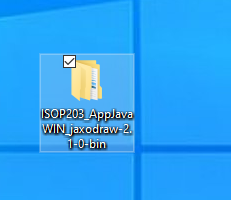 ISOP203_AppJava
WIN_jaxodraw-2.
1-0-bin